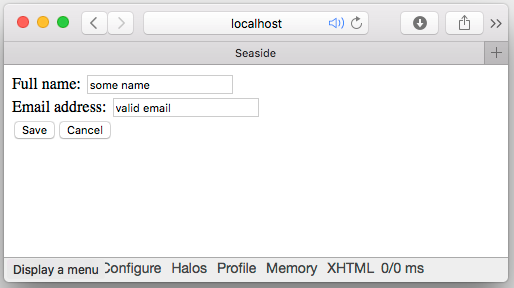 localhost
Seaside
Full name: some name
Email address: valid email
Save Cancel
Display a menu Configure Halos Profile Memory XHTML 0/0 ms